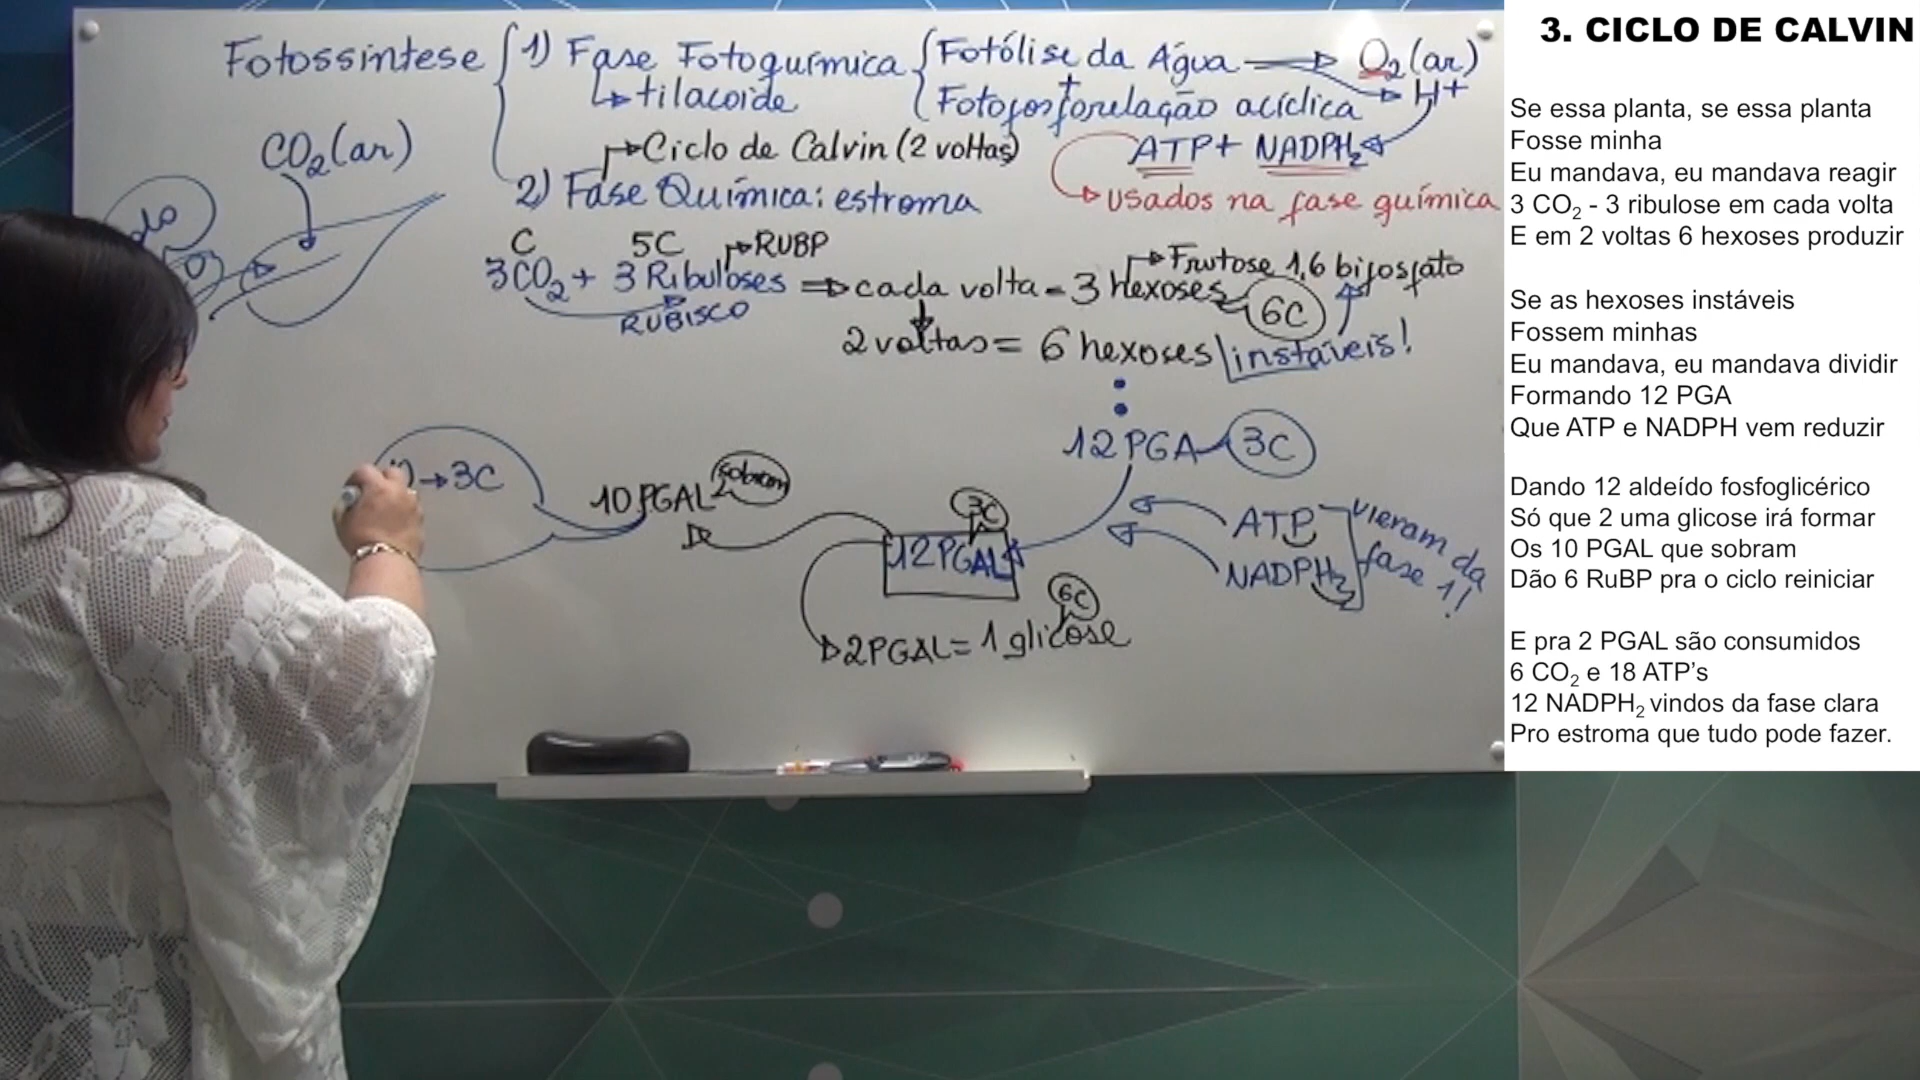 Fotossíntese
1) Fase Fotoquímica
tilacoide
Fotólise da Água
O2 (ar)
+
H+
Fotofosforelação acíclica
ATP + NADPH2
usados na fase química
CO2 (ar)
Ciclo de Calvin (2 voltas)
2) Fase Química: estroma
C 5C RUBP
3CO2 + 3 Ribuloses
RUBISCO
cada volta = 3 hexoses
Frutose 1,6 bifosfato
6C
2 voltas = 6 hexoses instáveis!
12 PGA 3C
ATP
NADPH2
vieram da
fase 1!
3C
12 PGAL
10 PGAL sobram
→ 3C
6C
2PGAL = 1 glicose
3. CICLO DE CALVIN
Se essa planta, se essa planta
Fosse minha
Eu mandava, eu mandava reagir
3 CO2 - 3 ribulose em cada volta
E em 2 voltas 6 hexoses produzir
Se as hexoses instáveis
Fossem minhas
Eu mandava, eu mandava dividir
Formando 12 PGA
Que ATP e NADPH vem reduzir
Dando 12 aldeído fosfoglicérico
Só que 2 uma glicose irá formar
Os 10 PGAL que sobram
Dão 6 RuBP pra o ciclo reiniciar
E pra 2 PGAL são consumidos
6 CO2 e 18 ATP's
12 NADPH2 vindos da fase clara
Pro estroma que tudo pode fazer.